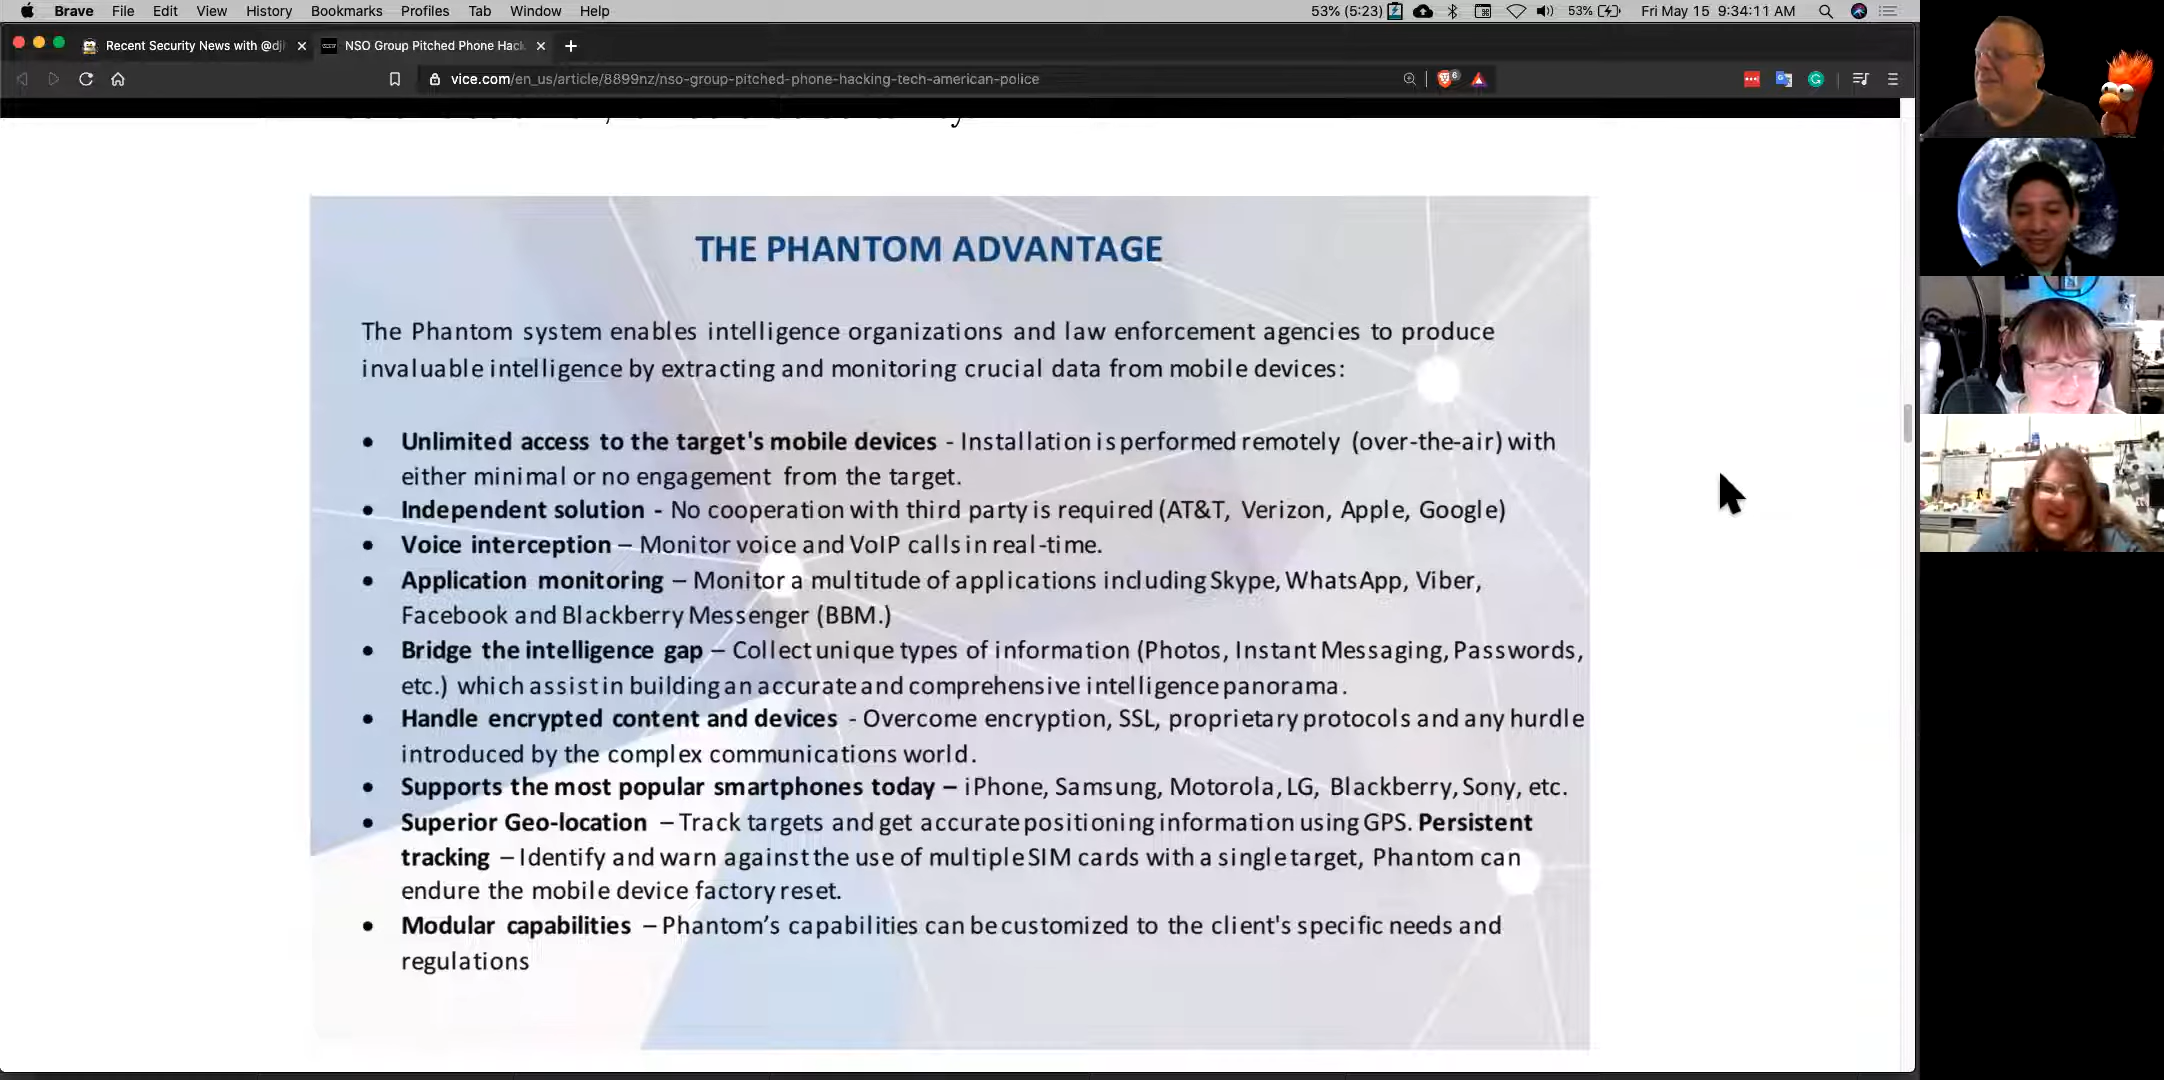 Brave File Edit View History Bookmarks Profiles Tab Window Help 53% (5:23) 53% Fri May 15 9:34:11 AM
Recent Security News with @djh NSO Group Pitched Phone Hack
vice.com/en_us/article/8899nz/nso-group-pitched-phone-hacking-tech-american-police
THE PHANTOM ADVANTAGE
The Phantom system enables intelligence organizations and law enforcement agencies to produce
invaluable intelligence by extracting and monitoring crucial data from mobile devices:
• Unlimited access to the target's mobile devices - Installation is performed remotely (over-the-air) with
either minimal or no engagement from the target.
• Independent solution - No cooperation with third party is required (AT&T, Verizon, Apple, Google)
• Voice interception – Monitor voice and VoIP calls in real-time.
• Application monitoring – Monitor a multitude of applications including Skype, WhatsApp, Viber,
Facebook and Blackberry Messenger (BBM.)
• Bridge the intelligence gap – Collect unique types of information (Photos, Instant Messaging, Passwords,
etc.) which assist in building an accurate and comprehensive intelligence panorama.
• Handle encrypted content and devices - Overcome encryption, SSL, proprietary protocols and any hurdle
introduced by the complex communications world.
• Supports the most popular smartphones today – iPhone, Samsung, Motorola, LG, Blackberry, Sony, etc.
• Superior Geo-location – Track targets and get accurate positioning information using GPS. Persistent
tracking – Identify and warn against the use of multiple SIM cards with a single target, Phantom can
endure the mobile device factory reset.
• Modular capabilities – Phantom’s capabilities can be customized to the client's specific needs and
regulations